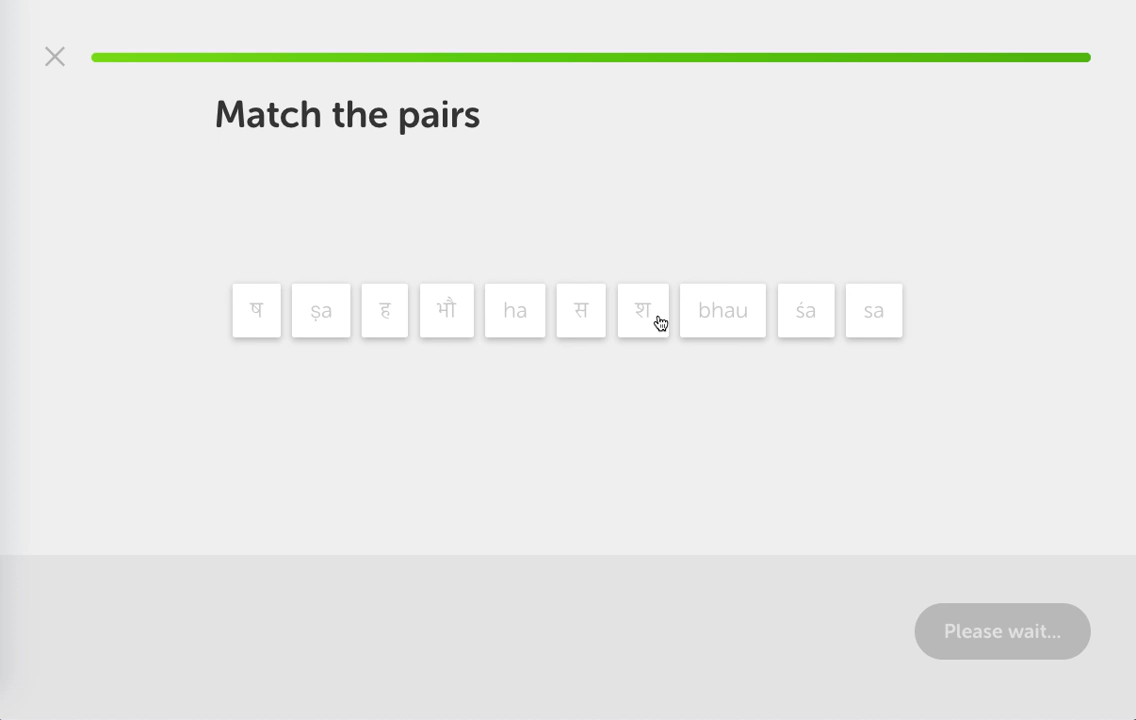 Match the pairs
ष ṣa ह भौ ha स श bhau śa sa
Please wait...